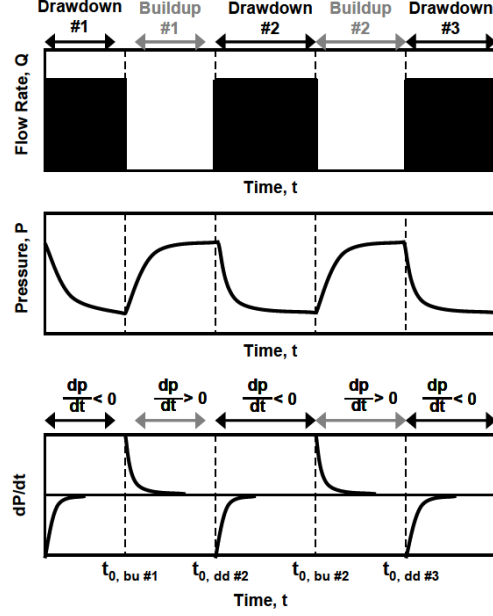 Drawdown Buildup Drawdown Buildup Drawdown
#1 #1 #2 #2 #3
Flow Rate, Q
Time, t
Pressure, P
Time, t
dp/dt < 0 dp/dt > 0 dp/dt < 0 dp/dt > 0 dp/dt < 0
dP/dt
t0, bu #1 t0, dd #2 t0, bu #2 t0, dd #3
Time, t